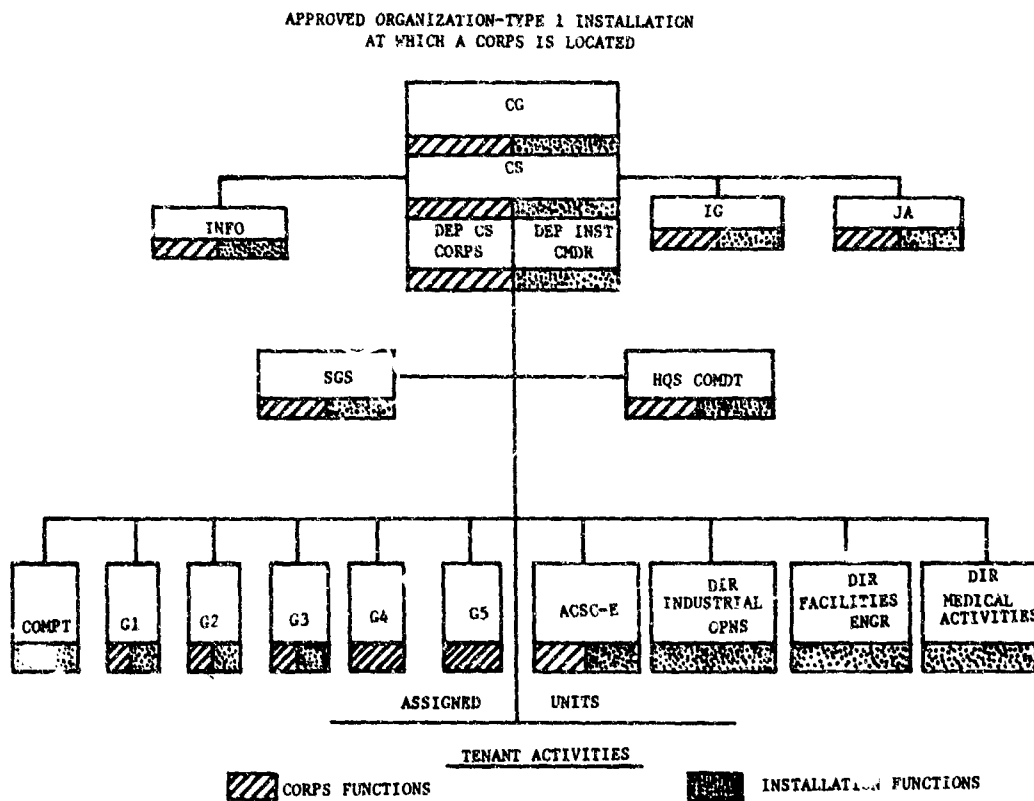 APPROVED ORGANIZATION-TYPE 1 INSTALLATION
AT WHICH A CORPS IS LOCATED
CG
CS
DEP CS
CORPS
DEP INST
CMDR
INFO
IG
JA
SGS
HQS COMDT
COMPT
G1
G2
G3
G4
G5
ACSC-E
DIR
INDUSTRIAL
OPNS
DIR
FACILITIES
ENGR
DIR
MEDICAL
ACTIVITIES
ASSIGNED UNITS
TENANT ACTIVITIES
CORPS FUNCTIONS
INSTALLATION FUNCTIONS